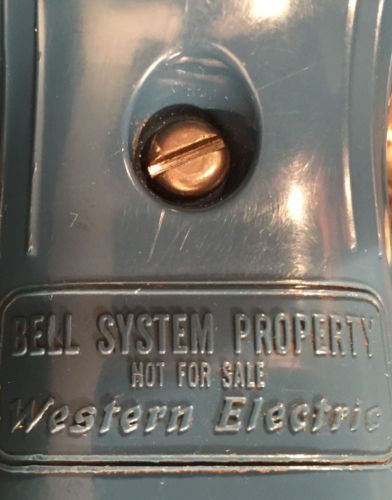 BELL SYSTEM PROPERTY
NOT FOR SALE
Western Electric